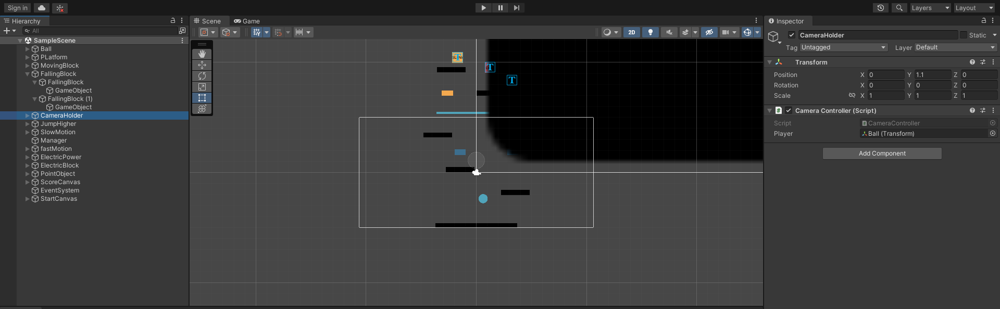 Sign in
Layers
Layout
Hierarchy
All
SampleScene
Ball
PLatform
MovingBlock
FallingBlock
FallingBlock
GameObject
FallingBlock (1)
GameObject
CameraHolder
JumpHigher
SlowMotion
Manager
fastMotion
ElectricPower
ElectricBlock
PointObject
ScoreCanvas
EventSystem
StartCanvas
Scene
Game
2D
T
T
T
Inspector
CameraHolder
Static
Tag Untagged
Layer Default
Transform
Position X 0 Y 1.1 Z 0
Rotation X 0 Y 0 Z 0
Scale X 1 Y 1 Z 1
# Camera Controller (Script)
Script CameraController
Player Ball (Transform)
Add Component